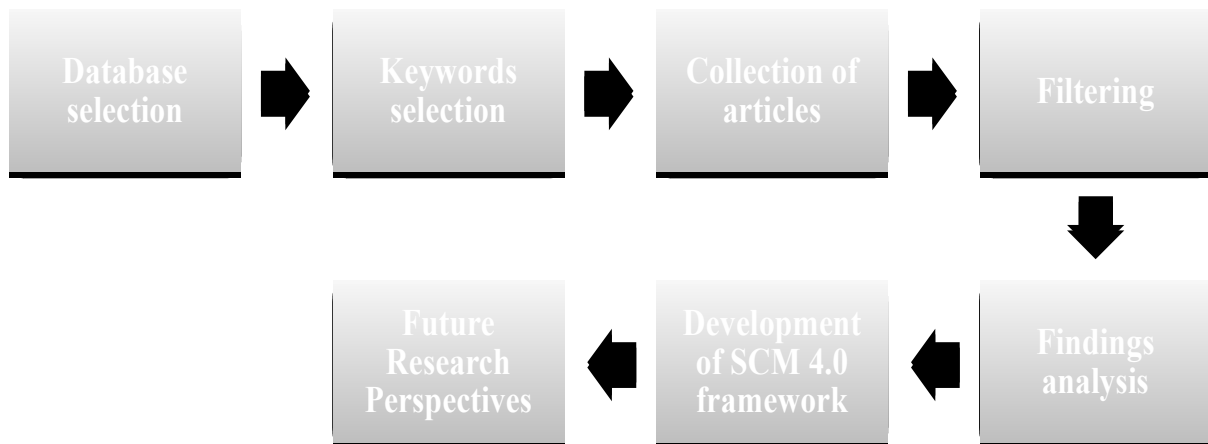 Database
selection
Keywords
selection
Collection of
articles
Filtering
Findings
analysis
Development
of SCM 4.0
framework
Future
Research
Perspectives